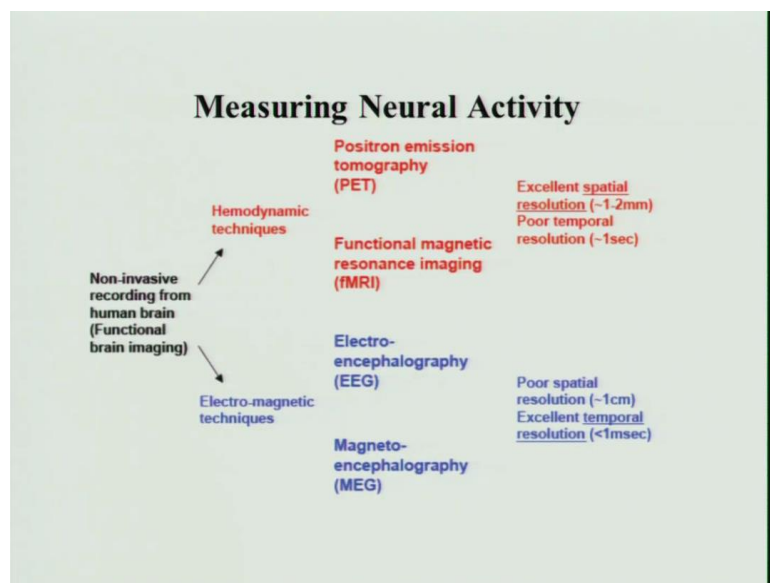 Measuring Neural Activity
Positron emission
tomography
(PET)
Excellent spatial
resolution (~1-2mm)
Poor temporal
resolution (~1sec)
Hemodynamic
techniques
Functional magnetic
resonance imaging
(fMRI)
Non-invasive
recording from
human brain
(Functional
brain imaging)
Electro-
encephalography
(EEG)
Electro-magnetic
techniques
Poor spatial
resolution (~1cm)
Excellent temporal
resolution (<1msec)
Magneto-
encephalography
(MEG)